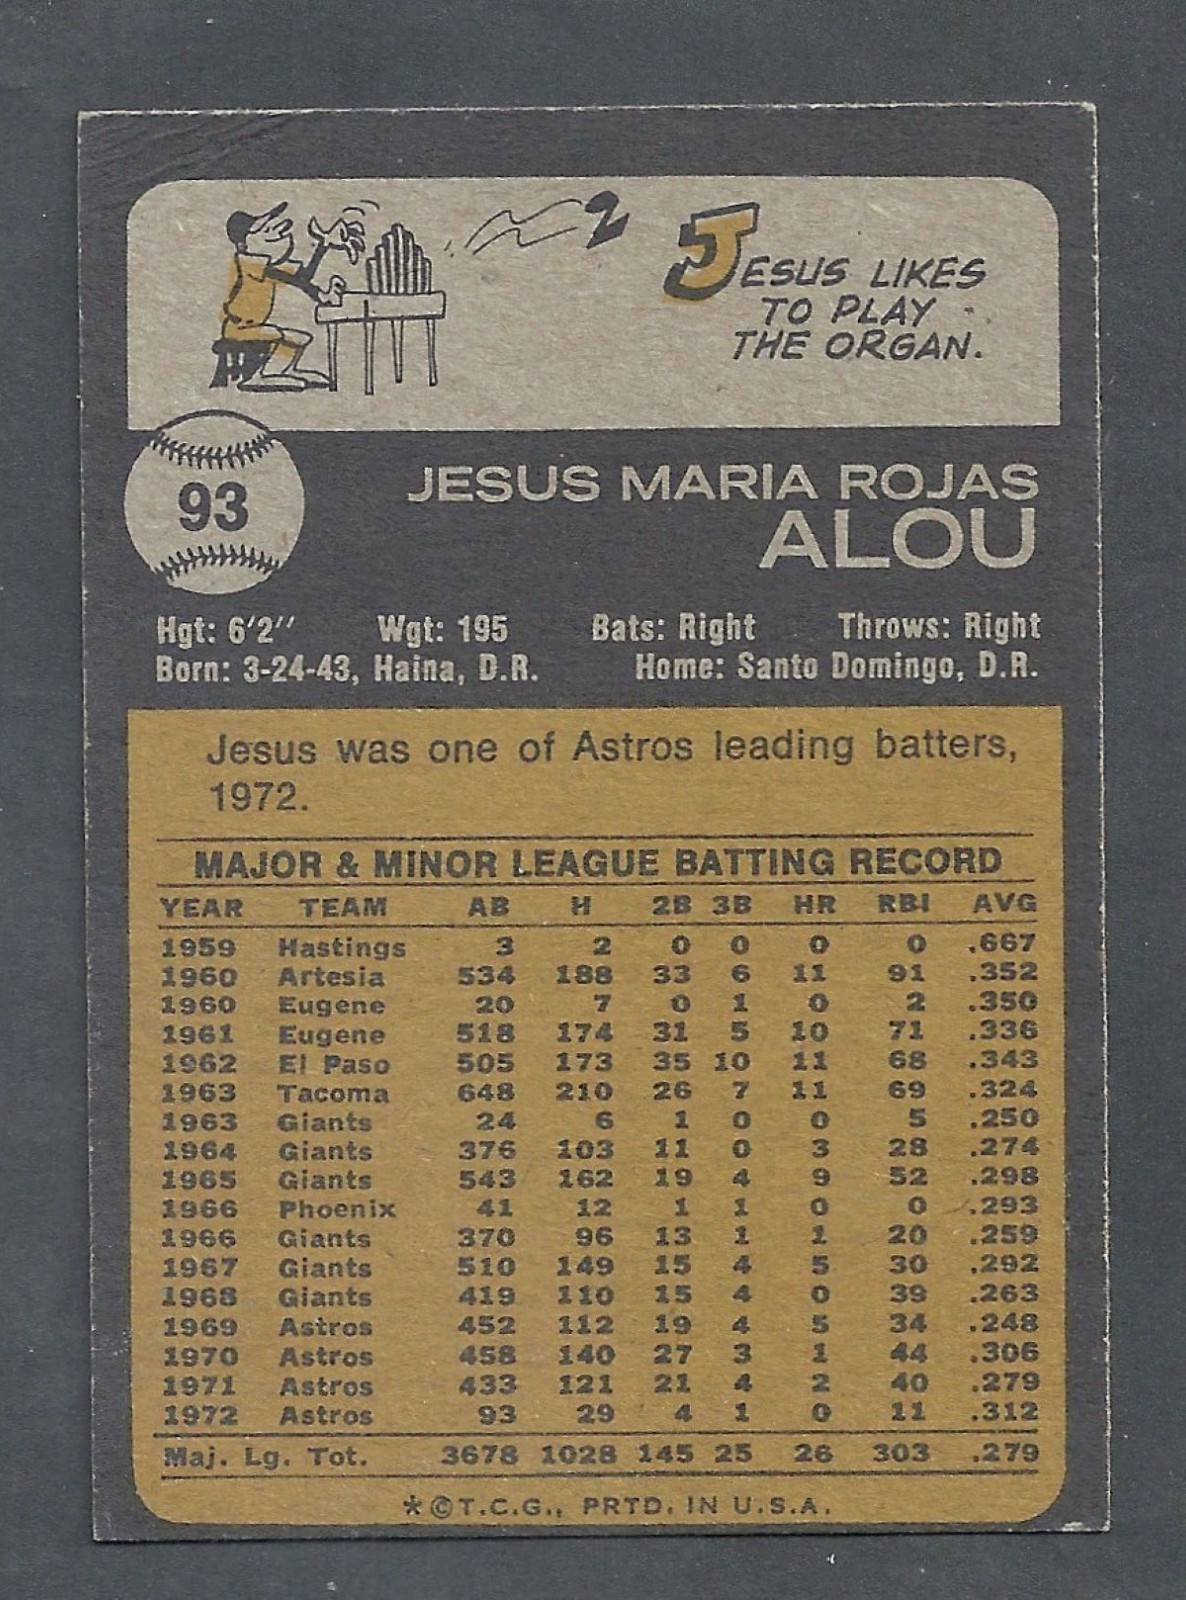 JESUS LIKES
TO PLAY
THE ORGAN.
93
JESUS MARIA ROJAS
ALOU
Hgt: 6'2" Wgt: 195 Bats: Right Throws: Right
Born: 3-24-43, Haina, D.R. Home: Santo Domingo, D.R.
Jesus was one of Astros leading batters,
1972.
MAJOR & MINOR LEAGUE BATTING RECORD
YEAR TEAM AB H 2B 3B HR RBI AVG
1959 Hastings 3 2 0 0 0 0 .667
1960 Artesia 534 188 33 6 11 91 .352
1960 Eugene 20 7 0 1 0 2 .350
1961 Eugene 518 174 31 5 10 71 .336
1962 El Paso 505 173 35 10 11 68 .343
1963 Tacoma 648 210 26 7 11 69 .324
1963 Giants 24 6 1 0 0 5 .250
1964 Giants 376 103 11 0 3 28 .274
1965 Giants 543 162 19 4 9 52 .298
1966 Phoenix 41 12 1 1 0 0 .293
1966 Giants 370 96 13 1 1 20 .259
1967 Giants 510 149 15 4 5 30 .292
1968 Giants 419 110 15 4 0 39 .263
1969 Astros 452 112 19 4 5 34 .248
1970 Astros 458 140 27 3 1 44 .306
1971 Astros 433 121 21 4 2 40 .279
1972 Astros 93 29 4 1 0 11 .312
Maj. Lg. Tot. 3678 1028 145 25 26 303 .279
*©T.C.G., PRTD. IN U.S.A.